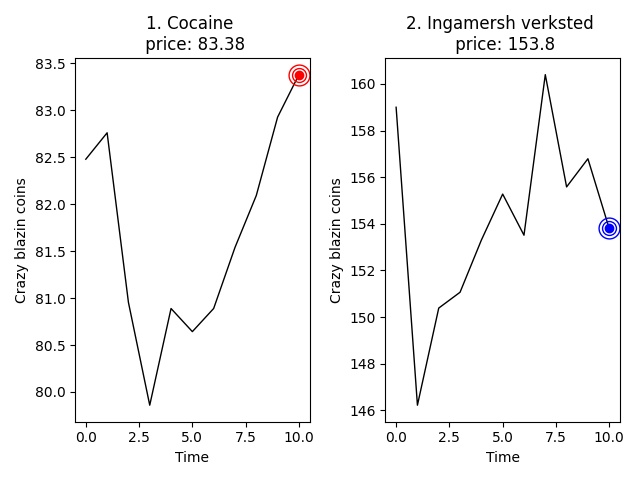 1. Cocaine
price: 83.38
83.5
83.0
82.5
82.0
81.5
81.0
80.5
80.0
Crazy blazin coins
0.0 2.5 5.0 7.5 10.0
Time
2. Ingamersh verksted
price: 153.8
160
158
156
154
152
150
148
146
Crazy blazin coins
0.0 2.5 5.0 7.5 10.0
Time